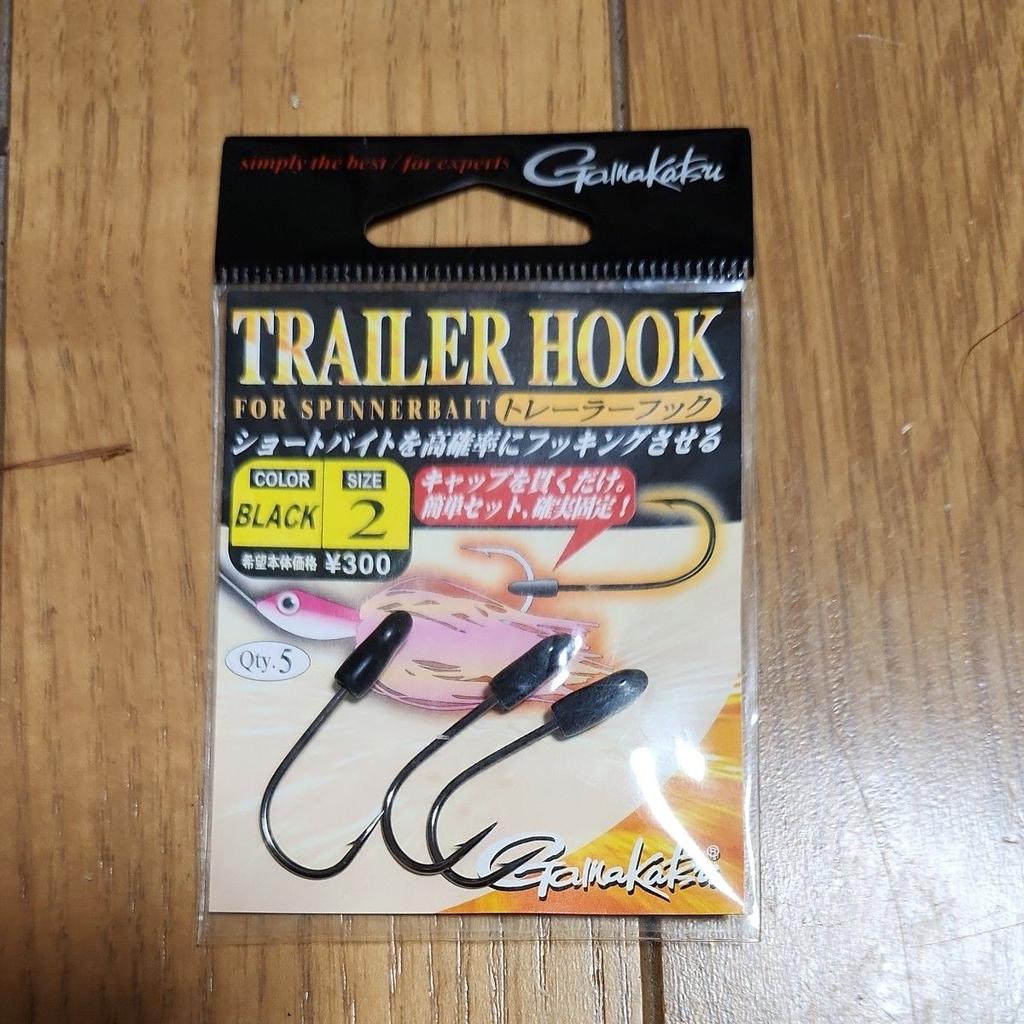 simply the best / for experts
Gamakatsu
TRAILER HOOK
FOR SPINNERBAIT トレーラーフック
ショートバイトを高確率にフッキングさせる
COLOR
BLACK
SIZE
2
キャップを貫くだけ。
簡単セット、確実固定！
希望本体価格 ¥300
Qty. 5
Gamakatsu®